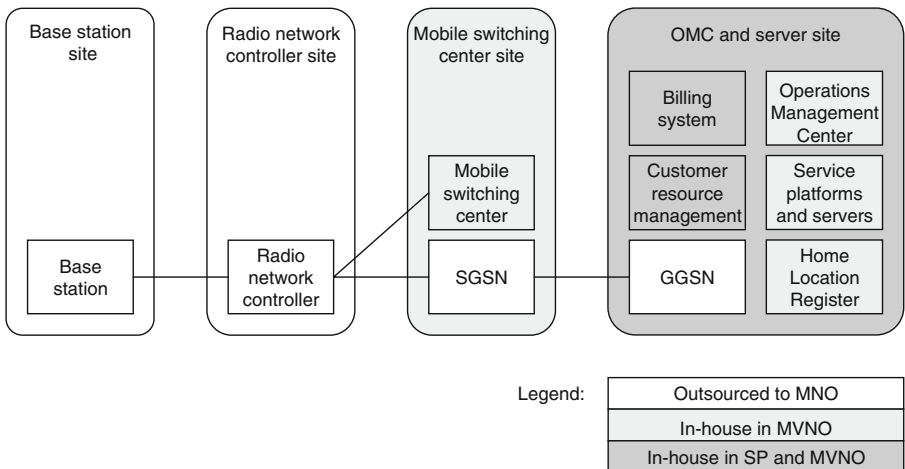 Base station
site
Radio network
controller site
Mobile switching
center site
OMC and server site
Billing
system
Operations
Management
Center
Mobile
switching
center
Customer
resource
management
Service
platforms
and servers
Base
station
Radio
network
controller
SGSN
GGSN
Home
Location
Register
Legend:
Outsourced to MNO
In-house in MVNO
In-house in SP and MVNO